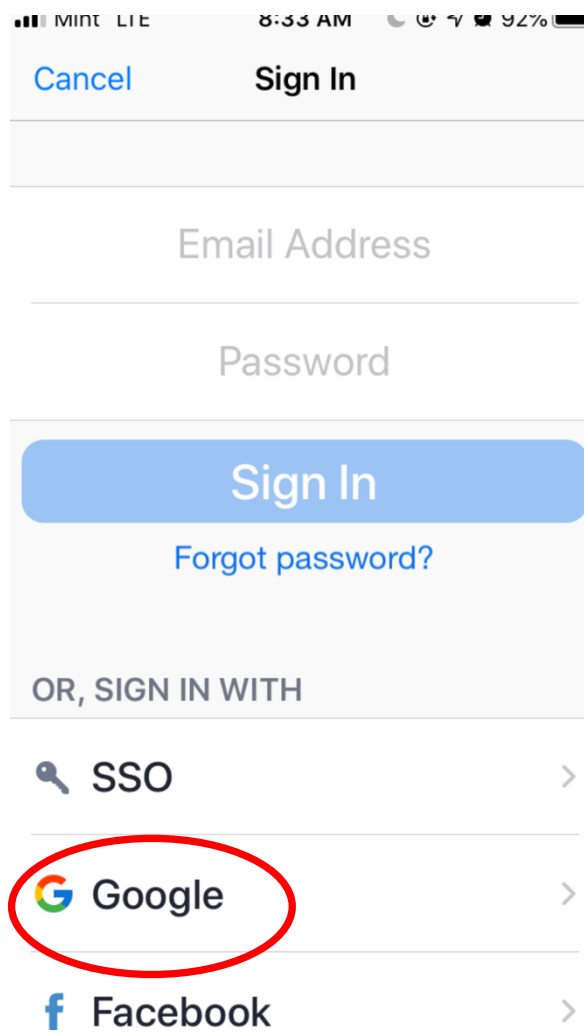 Mint LTE 8:33 AM 92%
Cancel Sign In
Email Address
Password
Sign In
Forgot password?
OR, SIGN IN WITH
SSO
Google
Facebook